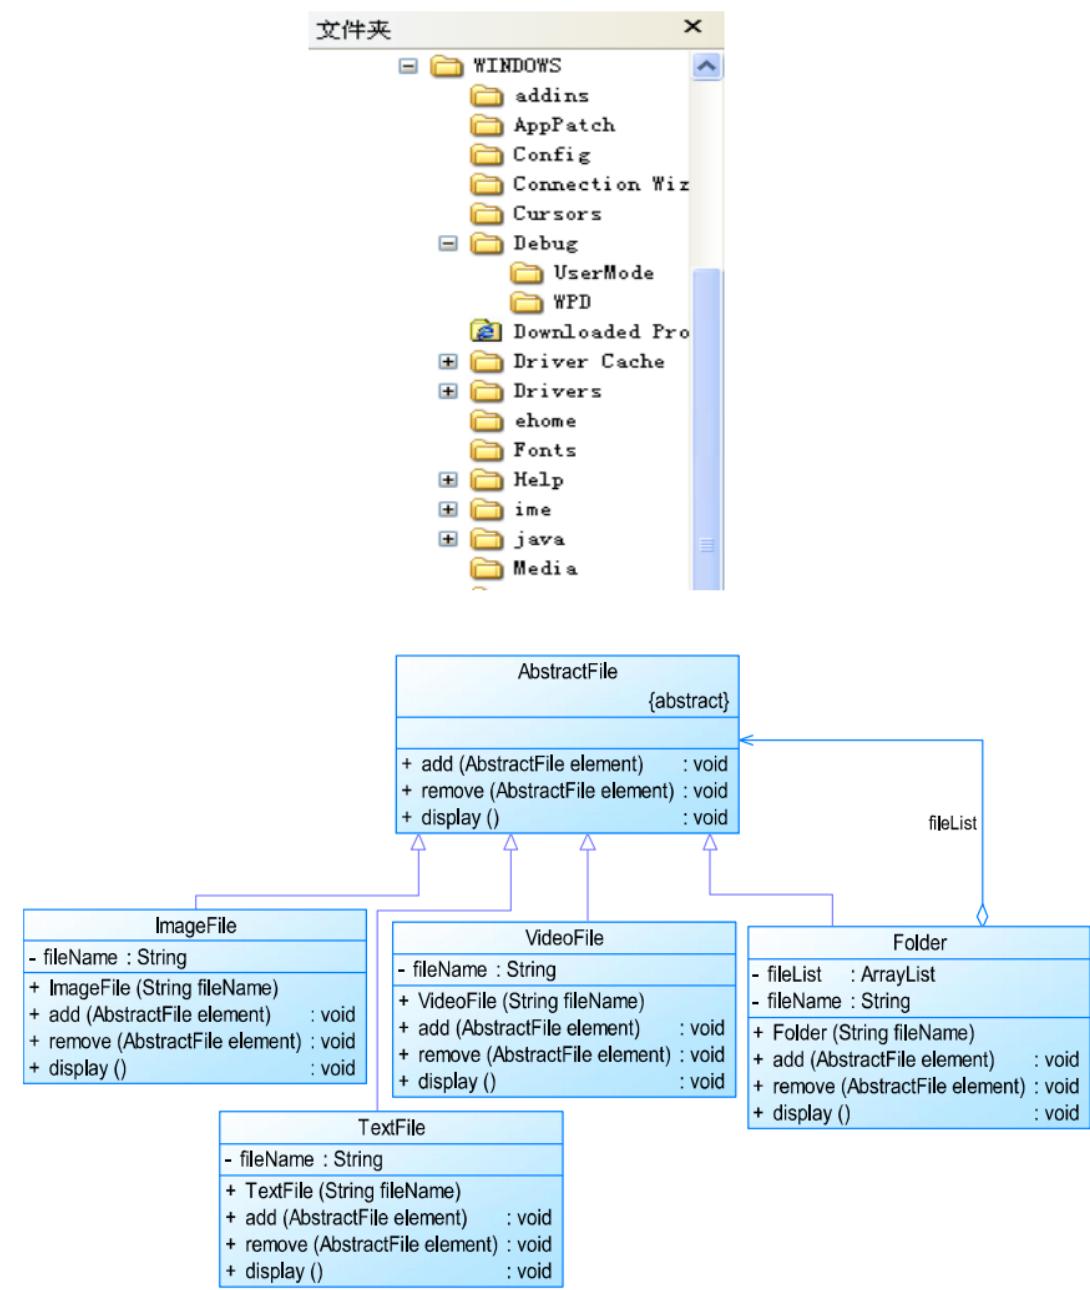 文件夹
WINDOWS
addins
AppPatch
Config
Connection Wiz
Cursors
Debug
UserMode
WPD
Downloaded Pro
Driver Cache
Drivers
ehome
Fonts
Help
ime
java
Media
AbstractFile
{abstract}
+ add (AbstractFile element) : void
+ remove (AbstractFile element) : void
+ display () : void
fileList
ImageFile
- fileName : String
+ ImageFile (String fileName)
+ add (AbstractFile element) : void
+ remove (AbstractFile element) : void
+ display () : void
VideoFile
- fileName : String
+ VideoFile (String fileName)
+ add (AbstractFile element) : void
+ remove (AbstractFile element) : void
+ display () : void
Folder
- fileList : ArrayList
- fileName : String
+ Folder (String fileName)
+ add (AbstractFile element) : void
+ remove (AbstractFile element) : void
+ display () : void
TextFile
- fileName : String
+ TextFile (String fileName)
+ add (AbstractFile element) : void
+ remove (AbstractFile element) : void
+ display () : void